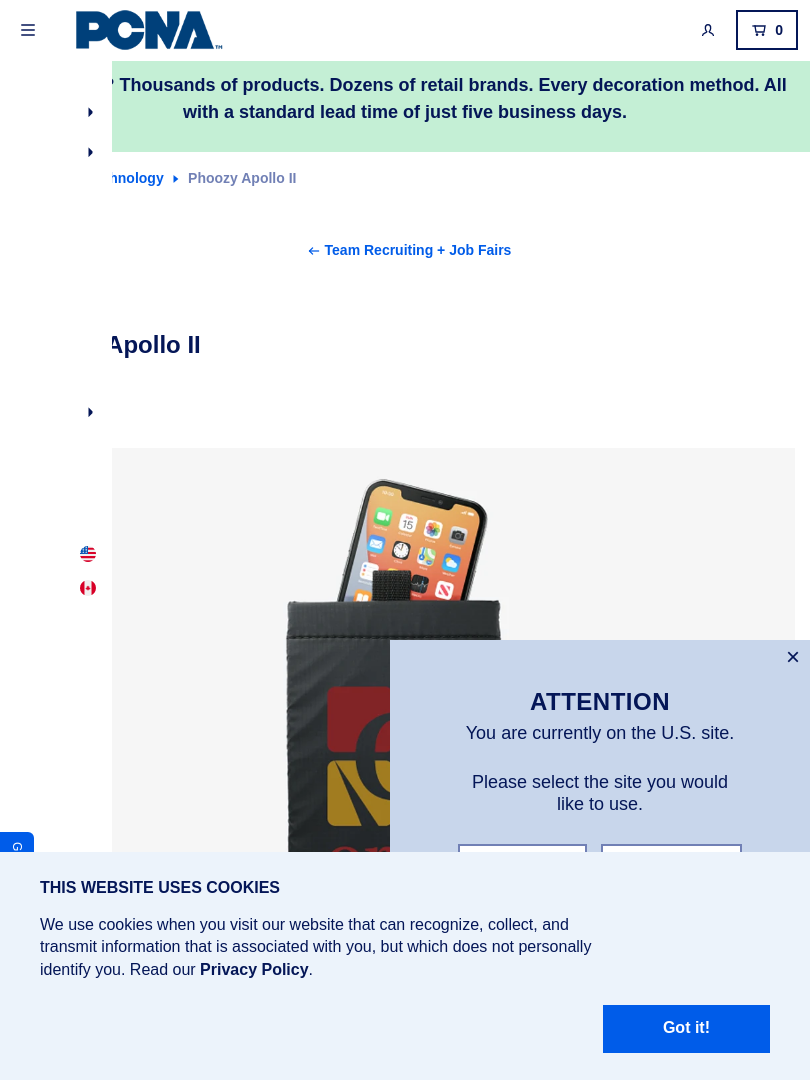 PCNA
0
? Thousands of products. Dozens of retail brands. Every decoration method. All
with a standard lead time of just five business days.
hnology
Phoozy Apollo II
Team Recruiting + Job Fairs
Apollo II
15
ATTENTION
You are currently on the U.S. site.
Please select the site you would
like to use.
G
THIS WEBSITE USES COOKIES
We use cookies when you visit our website that can recognize, collect, and
transmit information that is associated with you, but which does not personally
identify you. Read our Privacy Policy.
Got it!